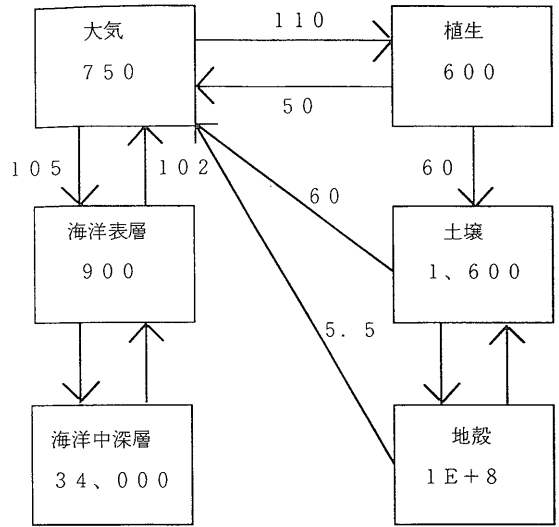 大気
７５０
１１０
植生
６００
５０
１０５
１０２
６０
６０
海洋表層
９００
土壌
１、６００
５．５
海洋中深層
３４、０００
地殻
１Ｅ＋８